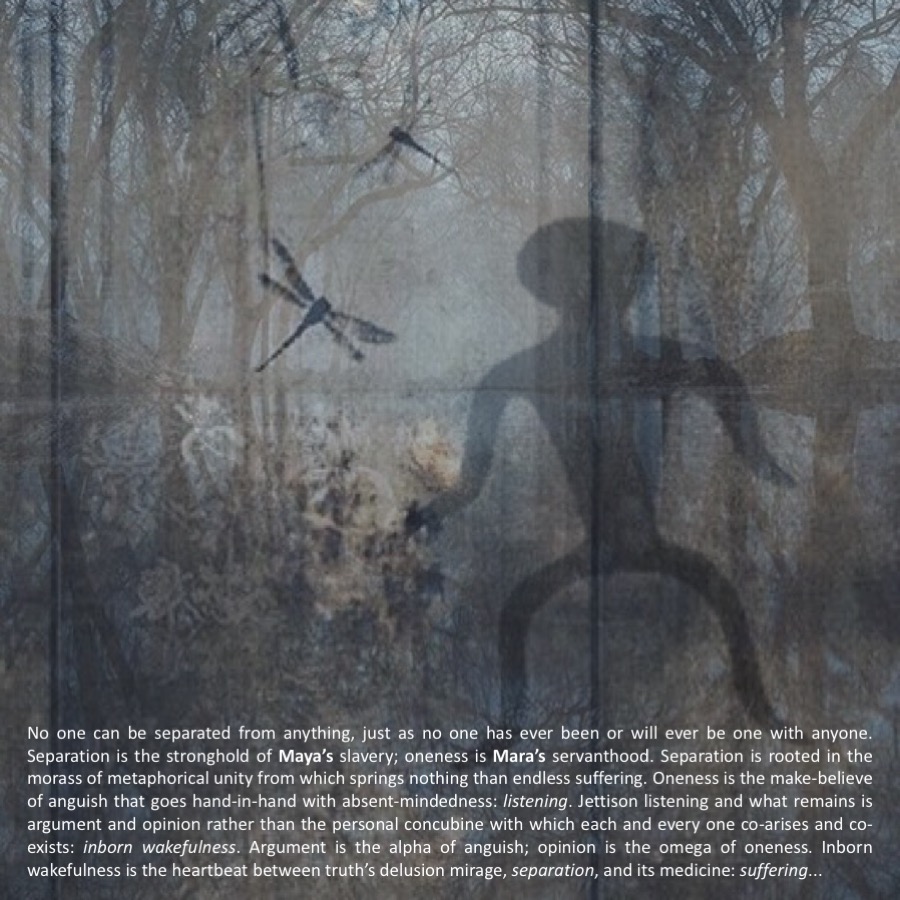 No one can be separated from anything, just as no one has ever been or will ever be one with anyone.
Separation is the stronghold of Maya's slavery; oneness is Mara's servanthood. Separation is rooted in the
morass of metaphorical unity from which springs nothing than endless suffering. Oneness is the make-believe
of anguish that goes hand-in-hand with absent-mindedness: listening. Jettison listening and what remains is
argument and opinion rather than the personal concubine with which each and every one co-arises and co-
exists: inborn wakefulness. Argument is the alpha of anguish; opinion is the omega of oneness. Inborn
wakefulness is the heartbeat between truth's delusion mirage, separation, and its medicine: suffering...